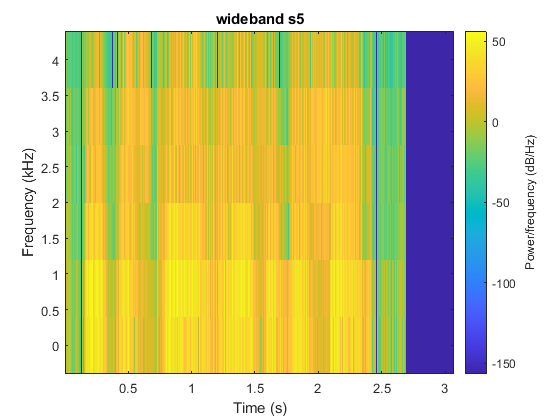 wideband s5
4
3.5
3
2.5
2
1.5
1
0.5
0
Frequency (kHz)
0.5 1 1.5 2 2.5 3
Time (s)
50
0
-50
-100
-150
Power/frequency (dB/Hz)